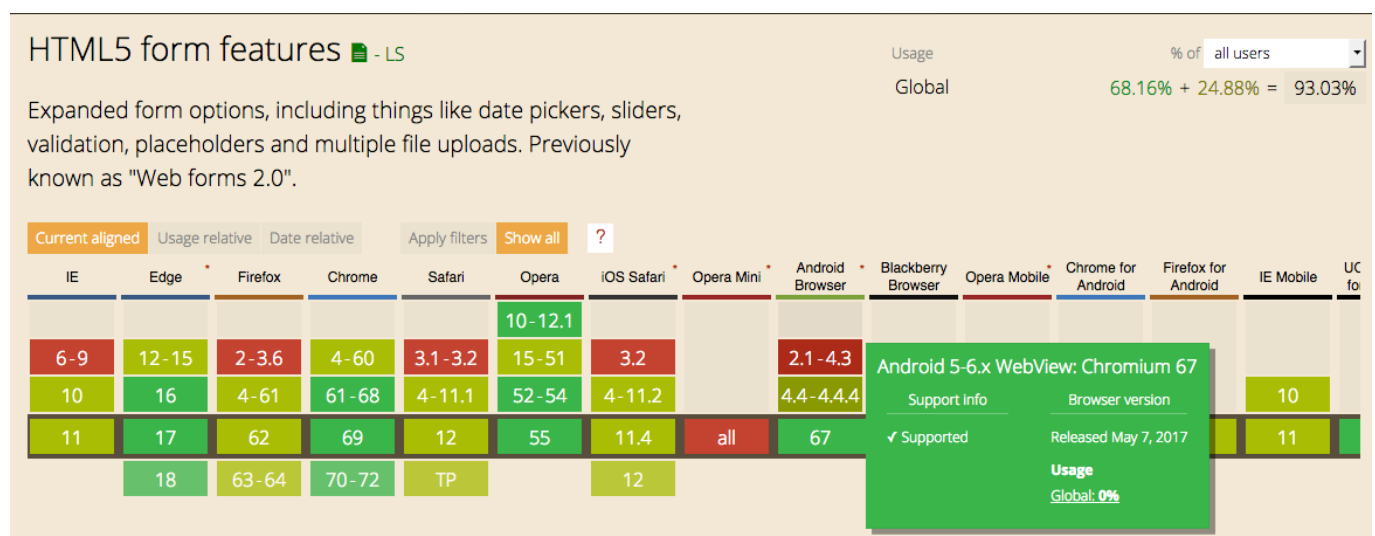 HTML5 form features - LS
Usage % of all users
Global 68.16% + 24.88% = 93.03%
Expanded form options, including things like date pickers, sliders,
validation, placeholders and multiple file uploads. Previously
known as "Web forms 2.0".
Current aligned Usage relative Date relative Apply filters Show all ?
IE Edge * Firefox Chrome Safari Opera iOS Safari * Opera Mini * Android Browser * Blackberry Browser Opera Mobile * Chrome for Android Firefox for Android IE Mobile UC
10-12.1
6-9 12-15 2-3.6 4-60 3.1-3.2 15-51 3.2 2.1-4.3
10 16 4-61 61-68 4-11.1 52-54 4-11.2 4.4-4.4.4 10
11 17 62 69 12 55 11.4 all 67 11
18 63-64 70-72 TP 12
Android 5-6.x WebView: Chromium 67
Support info Browser version
✓ Supported Released May 7, 2017
Usage
Global: 0%